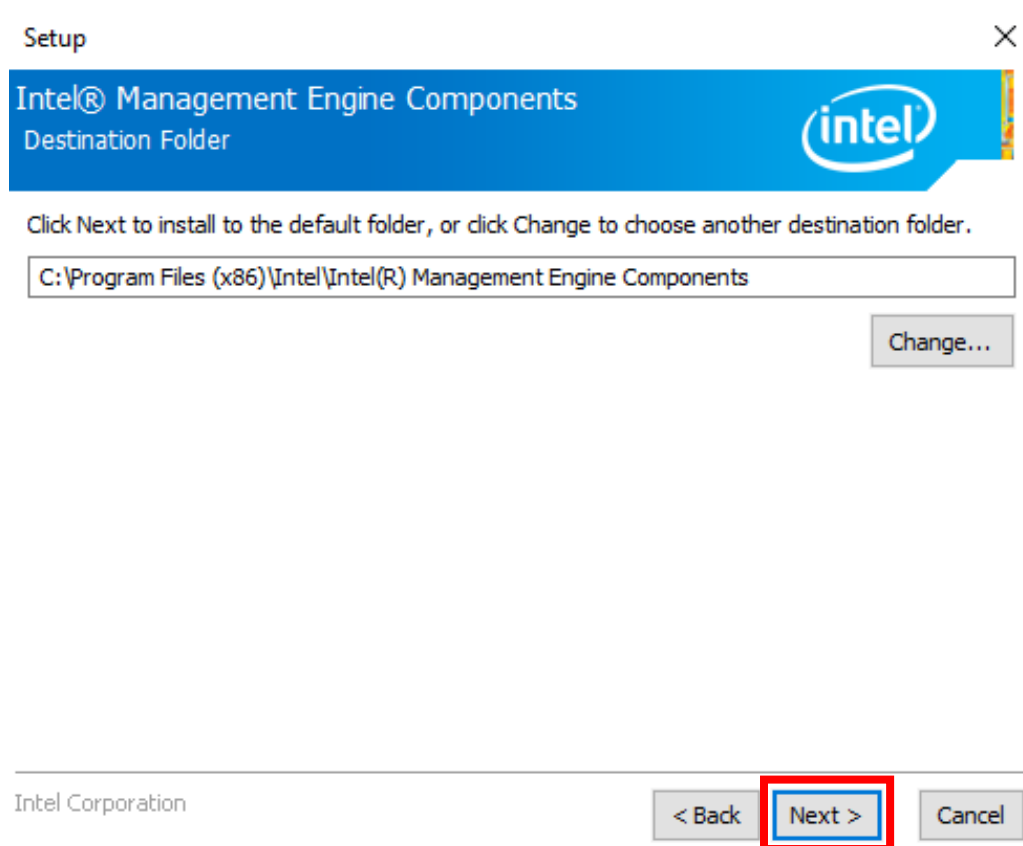 Setup
Intel® Management Engine Components
Destination Folder
intel
Click Next to install to the default folder, or click Change to choose another destination folder.
C:\Program Files (x86)\Intel\Intel(R) Management Engine Components
Change...
Intel Corporation
< Back
Next >
Cancel